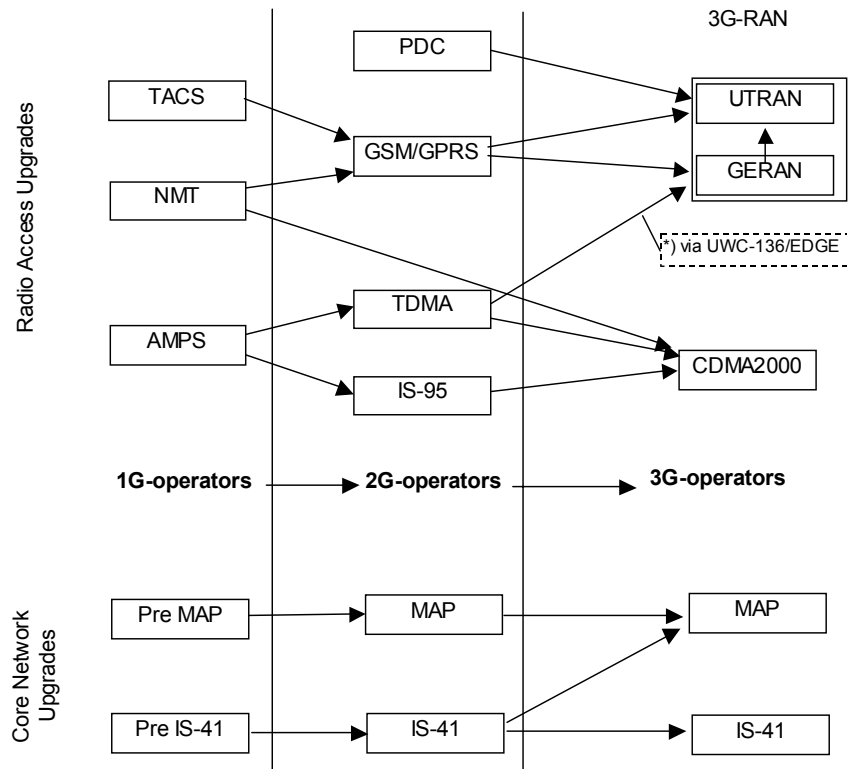 3G-RAN
PDC
TACS
UTRAN
GSM/GPRS
GERAN
NMT
*) via UWC-136/EDGE
TDMA
AMPS
CDMA2000
IS-95
Radio Access Upgrades
1G-operators
2G-operators
3G-operators
Pre MAP
MAP
MAP
Pre IS-41
IS-41
IS-41
Core Network
Upgrades